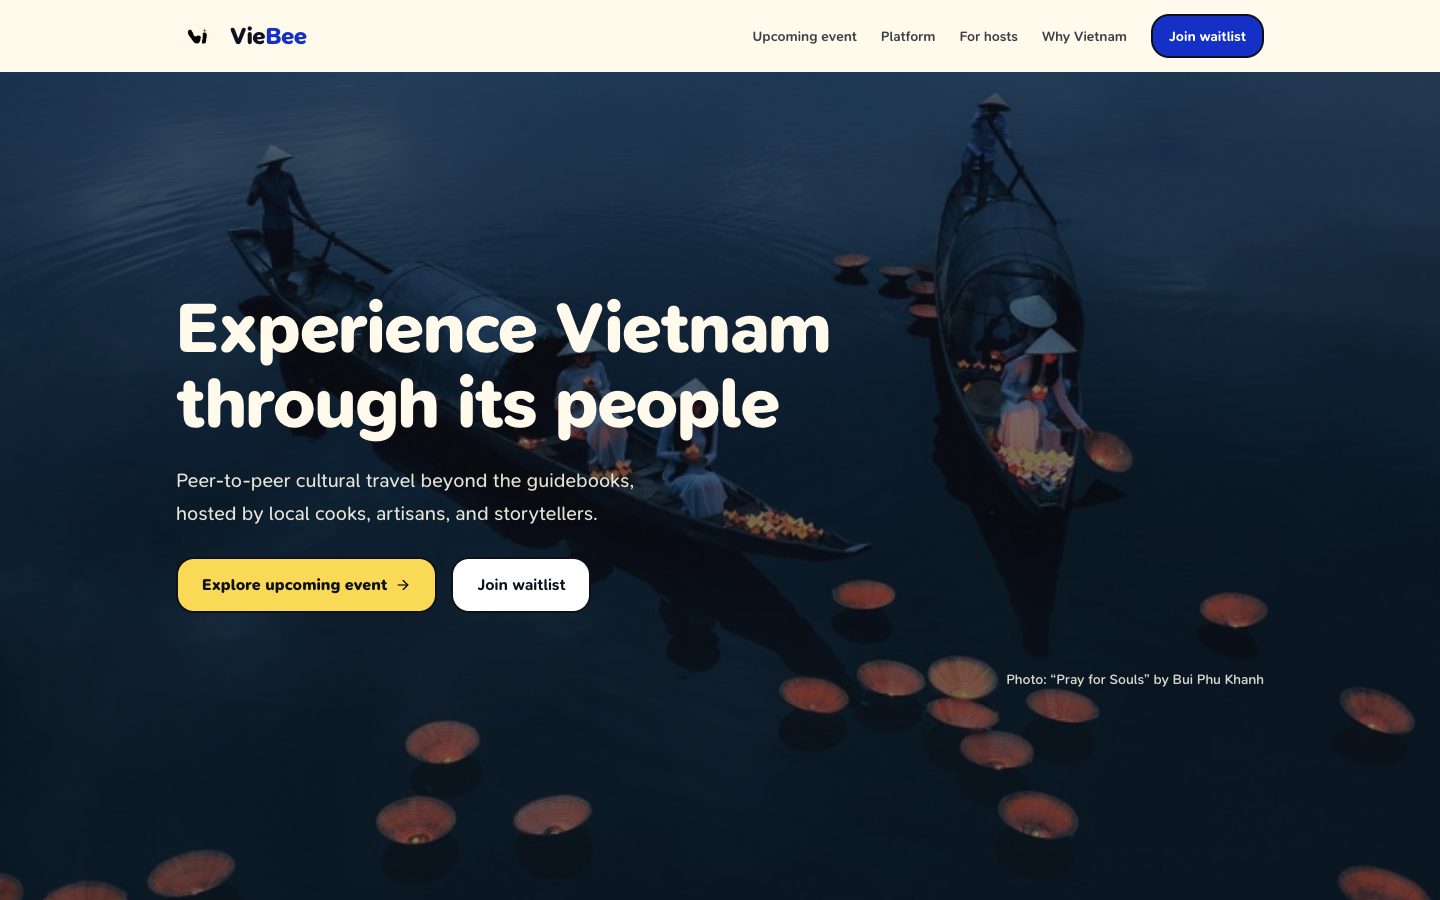 VieBee
Upcoming event
Platform
For hosts
Why Vietnam
Join waitlist
Experience Vietnam
through its people
Peer-to-peer cultural travel beyond the guidebooks,
hosted by local cooks, artisans, and storytellers.
Explore upcoming event →
Join waitlist
Photo: “Pray for Souls” by Bui Phu Khanh